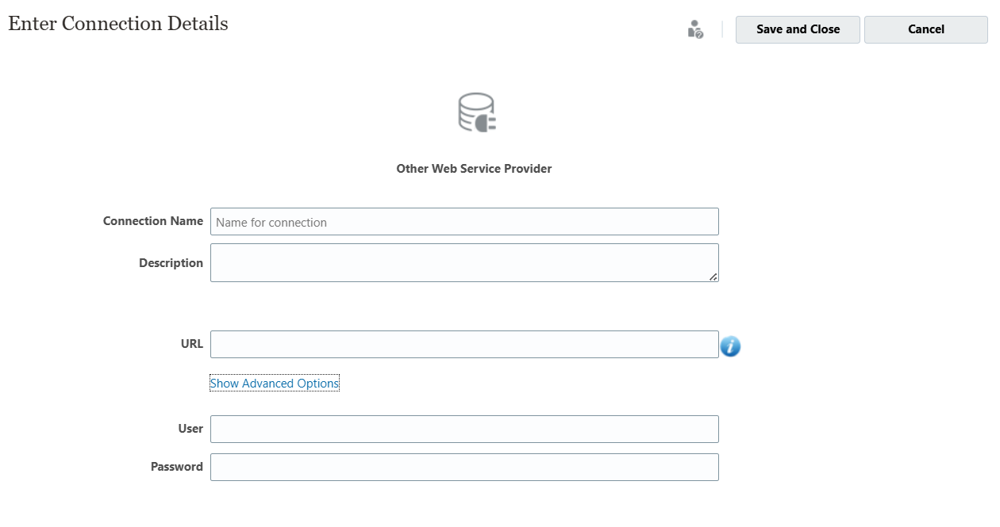 Enter Connection Details
Save and Close
Cancel
Other Web Service Provider
Connection Name
Name for connection
Description
URL
Show Advanced Options
User
Password